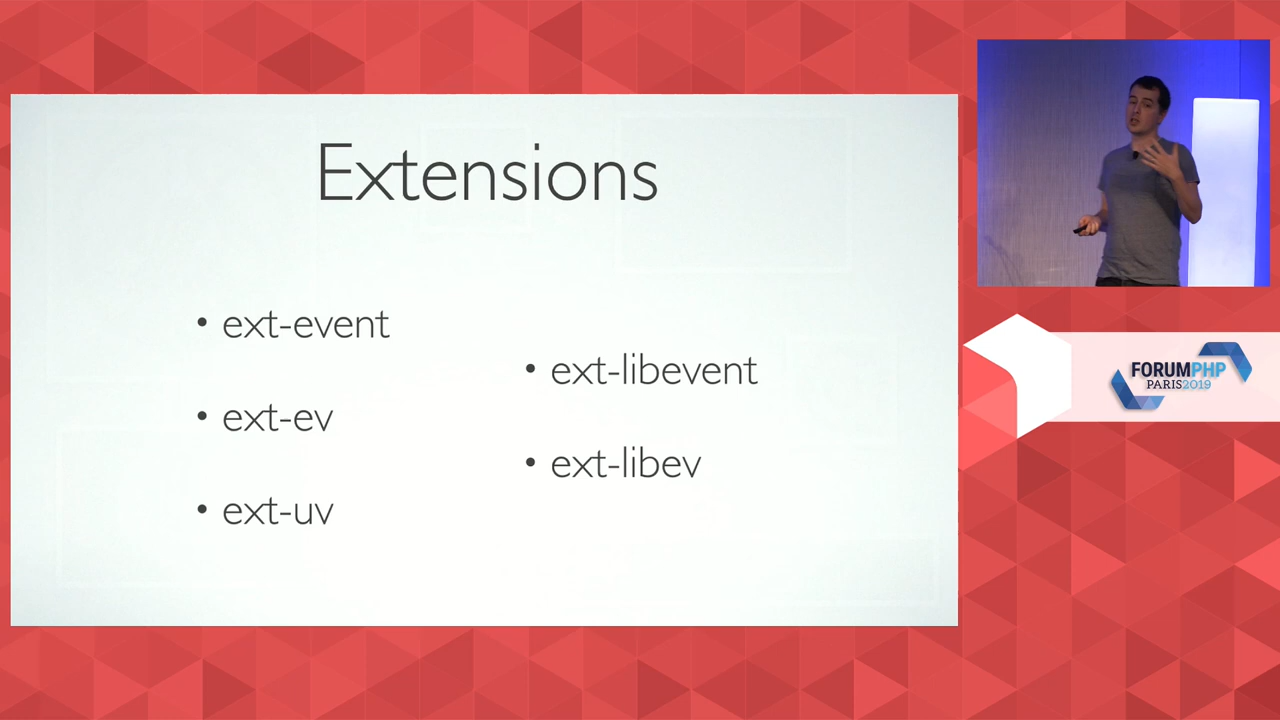 Extensions
• ext-event
• ext-ev
• ext-uv
• ext-libevent
• ext-libev
FORUMPHP
PARIS2019